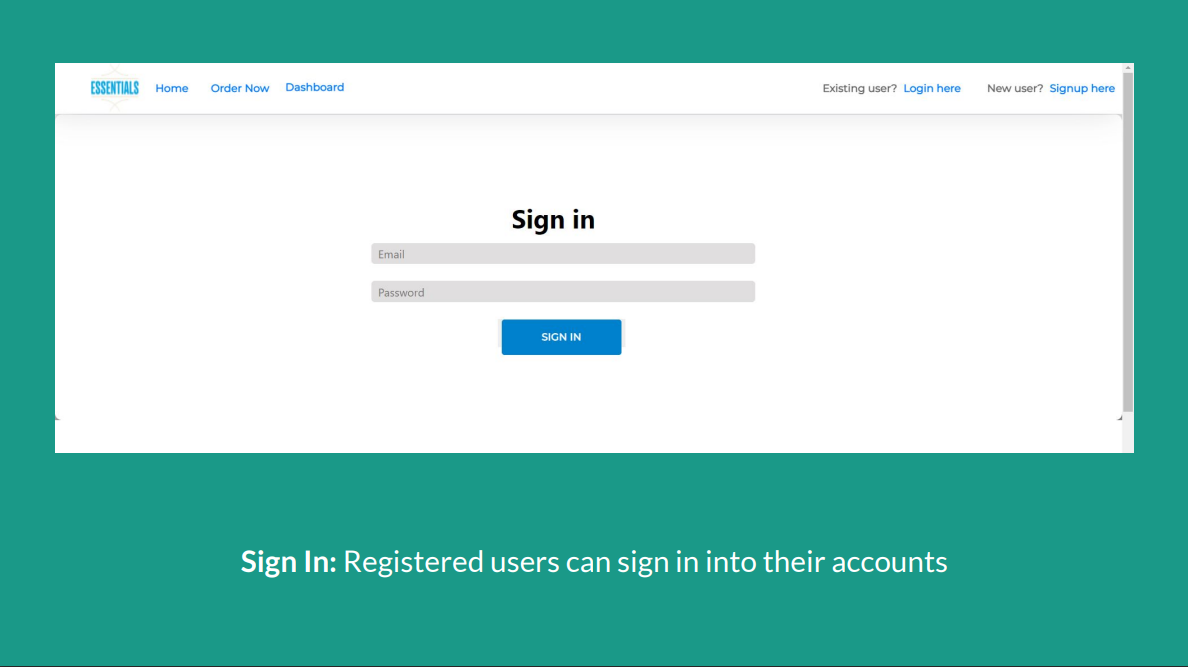 ESSENTIALS Home Order Now Dashboard Existing user? Login here New user? Signup here
Sign in
Email
Password
SIGN IN
Sign In: Registered users can sign in into their accounts